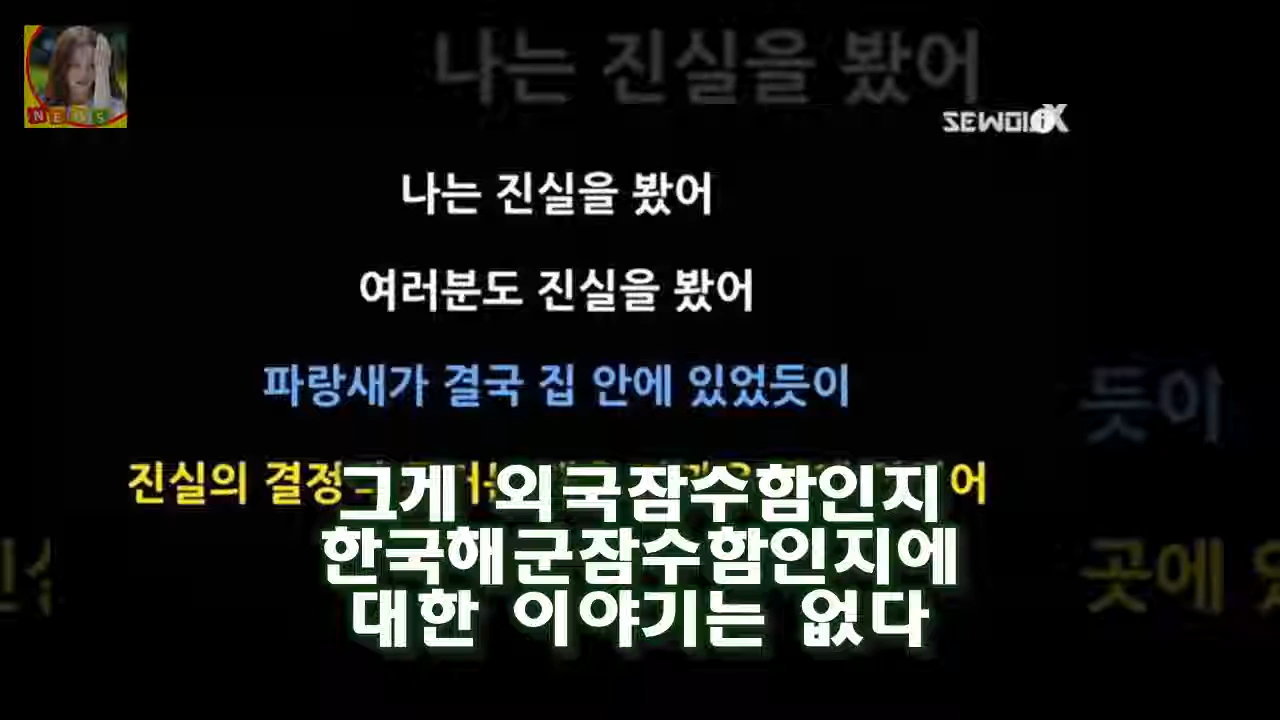 나는 진실을 봤어
NEWS
SEWOLX
나는 진실을 봤어
여러분도 진실을 봤어
파랑새가 결국 집 안에 있었듯이
듯이
진실의 결정 어
그게 외국잠수함인지
한국해군잠수함인지에
대한 이야기는 없다
곳에